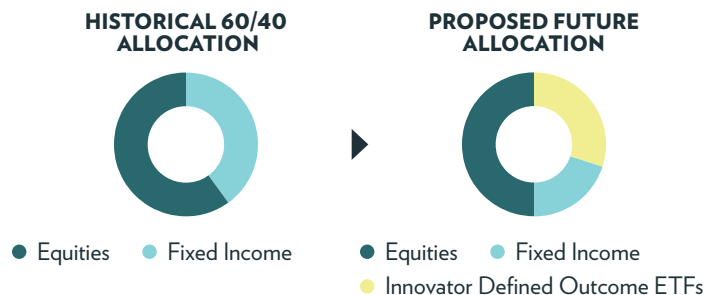 HISTORICAL 60/40
ALLOCATION
Equities
Fixed Income
PROPOSED FUTURE
ALLOCATION
Equities
Fixed Income
Innovator Defined Outcome ETFs